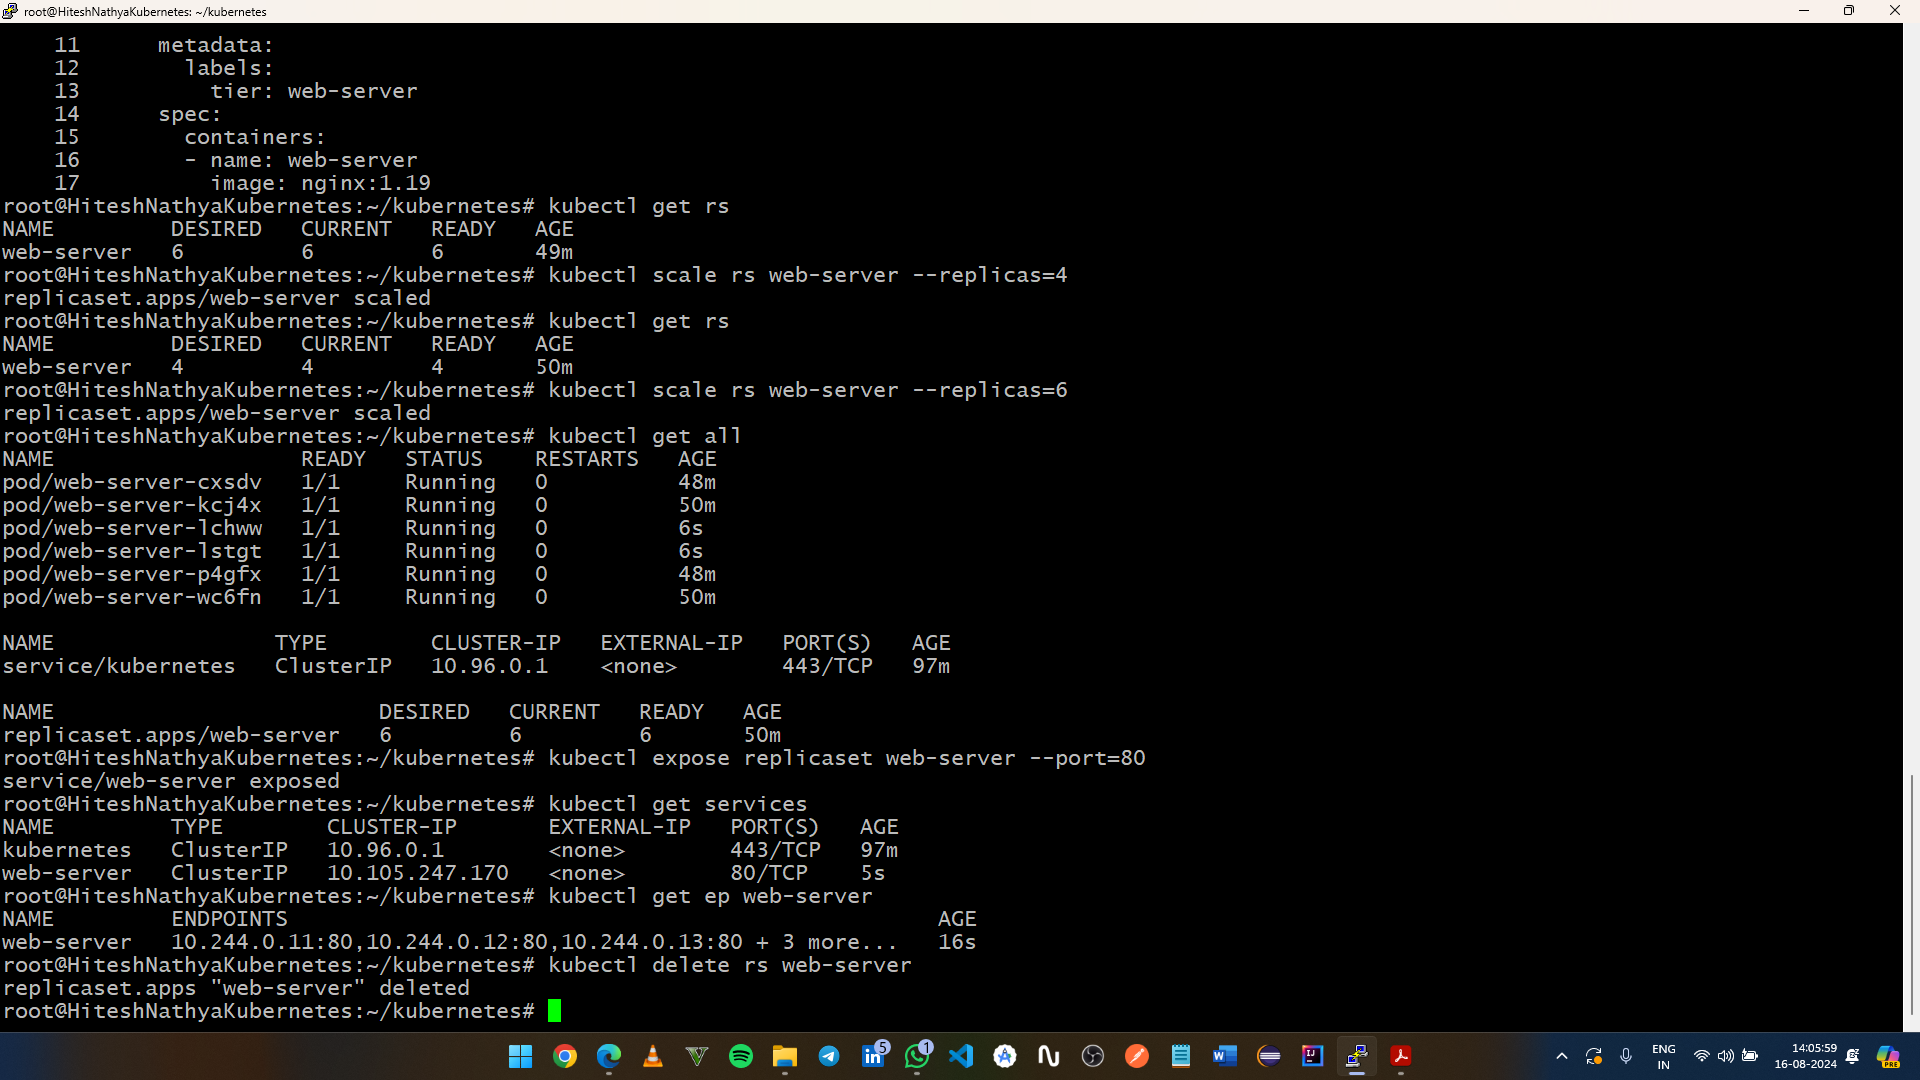 root@HiteshNathyaKubernetes: ~/kubernetes
11      metadata:
12        labels:
13          tier: web-server
14      spec:
15        containers:
16        - name: web-server
17          image: nginx:1.19
root@HiteshNathyaKubernetes:~/kubernetes# kubectl get rs
NAME         DESIRED   CURRENT   READY   AGE
web-server   6         6         6       49m
root@HiteshNathyaKubernetes:~/kubernetes# kubectl scale rs web-server --replicas=4
replicaset.apps/web-server scaled
root@HiteshNathyaKubernetes:~/kubernetes# kubectl get rs
NAME         DESIRED   CURRENT   READY   AGE
web-server   4         4         4       50m
root@HiteshNathyaKubernetes:~/kubernetes# kubectl scale rs web-server --replicas=6
replicaset.apps/web-server scaled
root@HiteshNathyaKubernetes:~/kubernetes# kubectl get all
NAME                   READY   STATUS    RESTARTS   AGE
pod/web-server-cxsdv   1/1     Running   0          48m
pod/web-server-kcj4x   1/1     Running   0          50m
pod/web-server-lchww   1/1     Running   0          6s
pod/web-server-lstgt   1/1     Running   0          6s
pod/web-server-p4gfx   1/1     Running   0          48m
pod/web-server-wc6fn   1/1     Running   0          50m
NAME                 TYPE        CLUSTER-IP   EXTERNAL-IP   PORT(S)   AGE
service/kubernetes   ClusterIP   10.96.0.1    <none>        443/TCP   97m
NAME                         DESIRED   CURRENT   READY   AGE
replicaset.apps/web-server   6         6         6       50m
root@HiteshNathyaKubernetes:~/kubernetes# kubectl expose replicaset web-server --port=80
service/web-server exposed
root@HiteshNathyaKubernetes:~/kubernetes# kubectl get services
NAME         TYPE        CLUSTER-IP       EXTERNAL-IP   PORT(S)   AGE
kubernetes   ClusterIP   10.96.0.1        <none>        443/TCP   97m
web-server   ClusterIP   10.105.247.170   <none>        80/TCP    5s
root@HiteshNathyaKubernetes:~/kubernetes# kubectl get ep web-server
NAME         ENDPOINTS                                                  AGE
web-server   10.244.0.11:80,10.244.0.12:80,10.244.0.13:80 + 3 more...   16s
root@HiteshNathyaKubernetes:~/kubernetes# kubectl delete rs web-server
replicaset.apps "web-server" deleted
root@HiteshNathyaKubernetes:~/kubernetes#
5
1
ENG
IN
14:05:59
16-08-2024
PRE